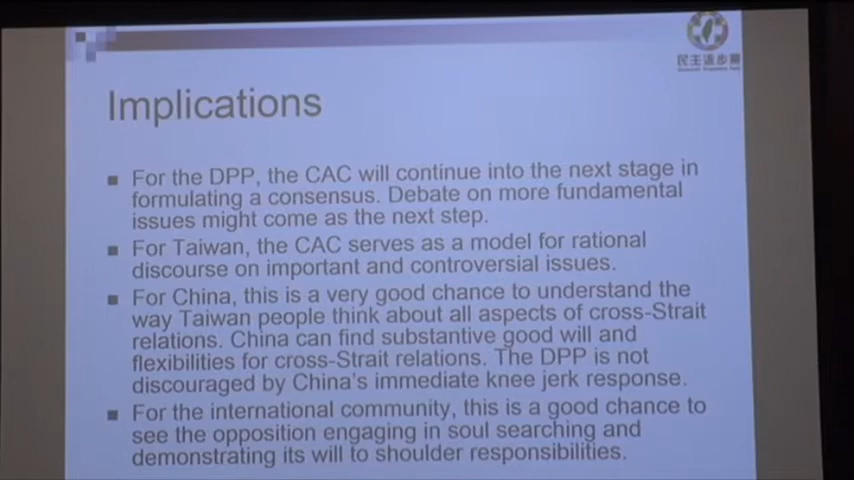 民主進步黨
Implications
For the DPP, the CAC will continue into the next stage in
formulating a consensus. Debate on more fundamental
issues might come as the next step.
For Taiwan, the CAC serves as a model for rational
discourse on important and controversial issues.
For China, this is a very good chance to understand the
way Taiwan people think about all aspects of cross-Strait
relations. China can find substantive good will and
flexibilities for cross-Strait relations. The DPP is not
discouraged by China's immediate knee jerk response.
For the international community, this is a good chance to
see the opposition engaging in soul searching and
demonstrating its will to shoulder responsibilities.